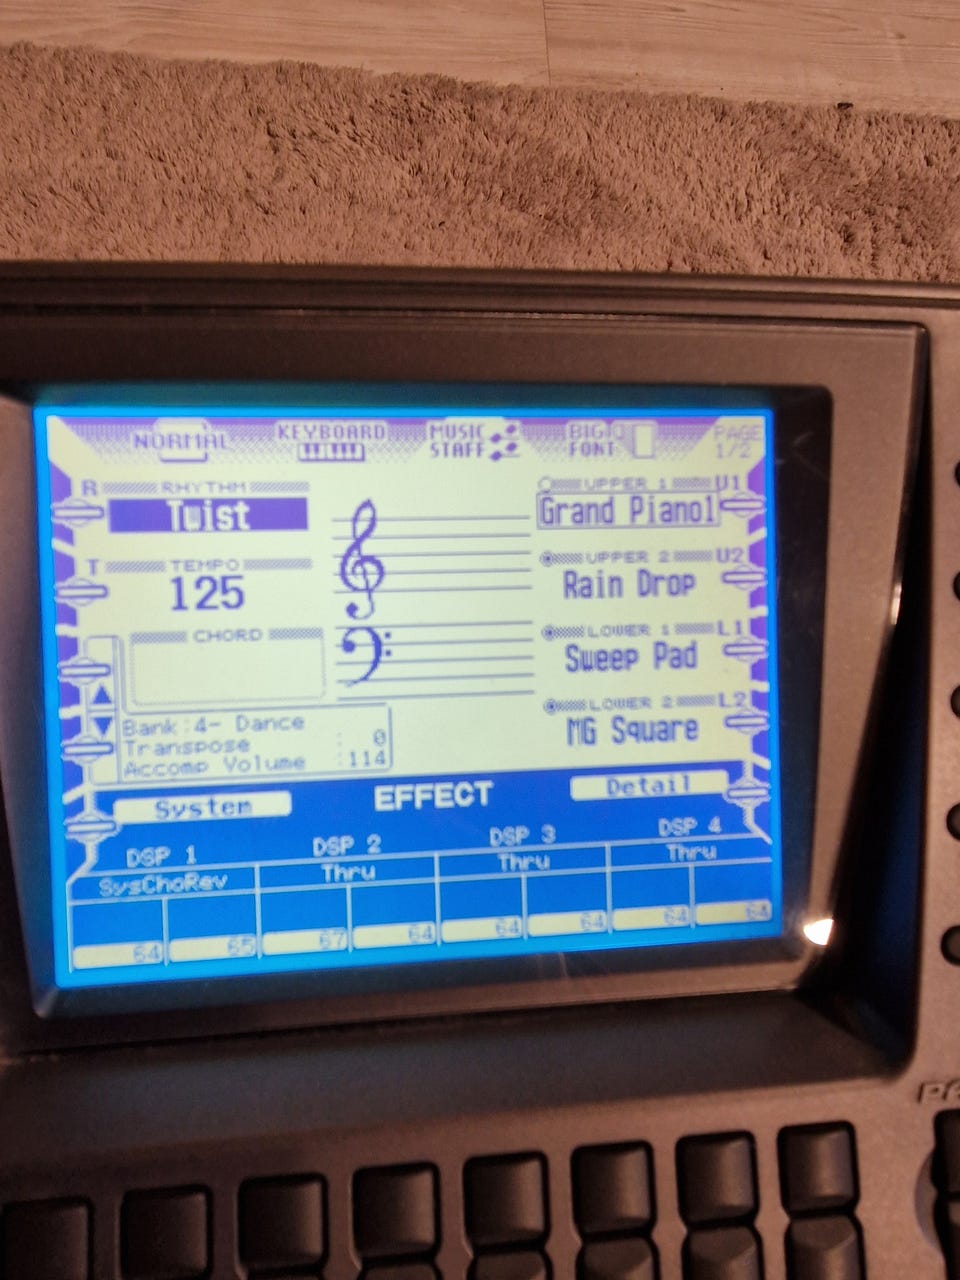 NORMAL KEYBOARD MUSIC STAFF BIG FONT PAGE 1/2
R RHYTHM
Twist
T TEMPO
125
CHORD
Bank :4- Dance
Transpose : 0
Accomp Volume :114
UPPER 1 U1
Grand Piano1
UPPER 2 U2
Rain Drop
LOWER 1 L1
Sweep Pad
LOWER 2 L2
MG Square
System EFFECT Detail
DSP 1 DSP 2 DSP 3 DSP 4
SysChoRev Thru Thru Thru
64 65 67 64 64 64 64 64